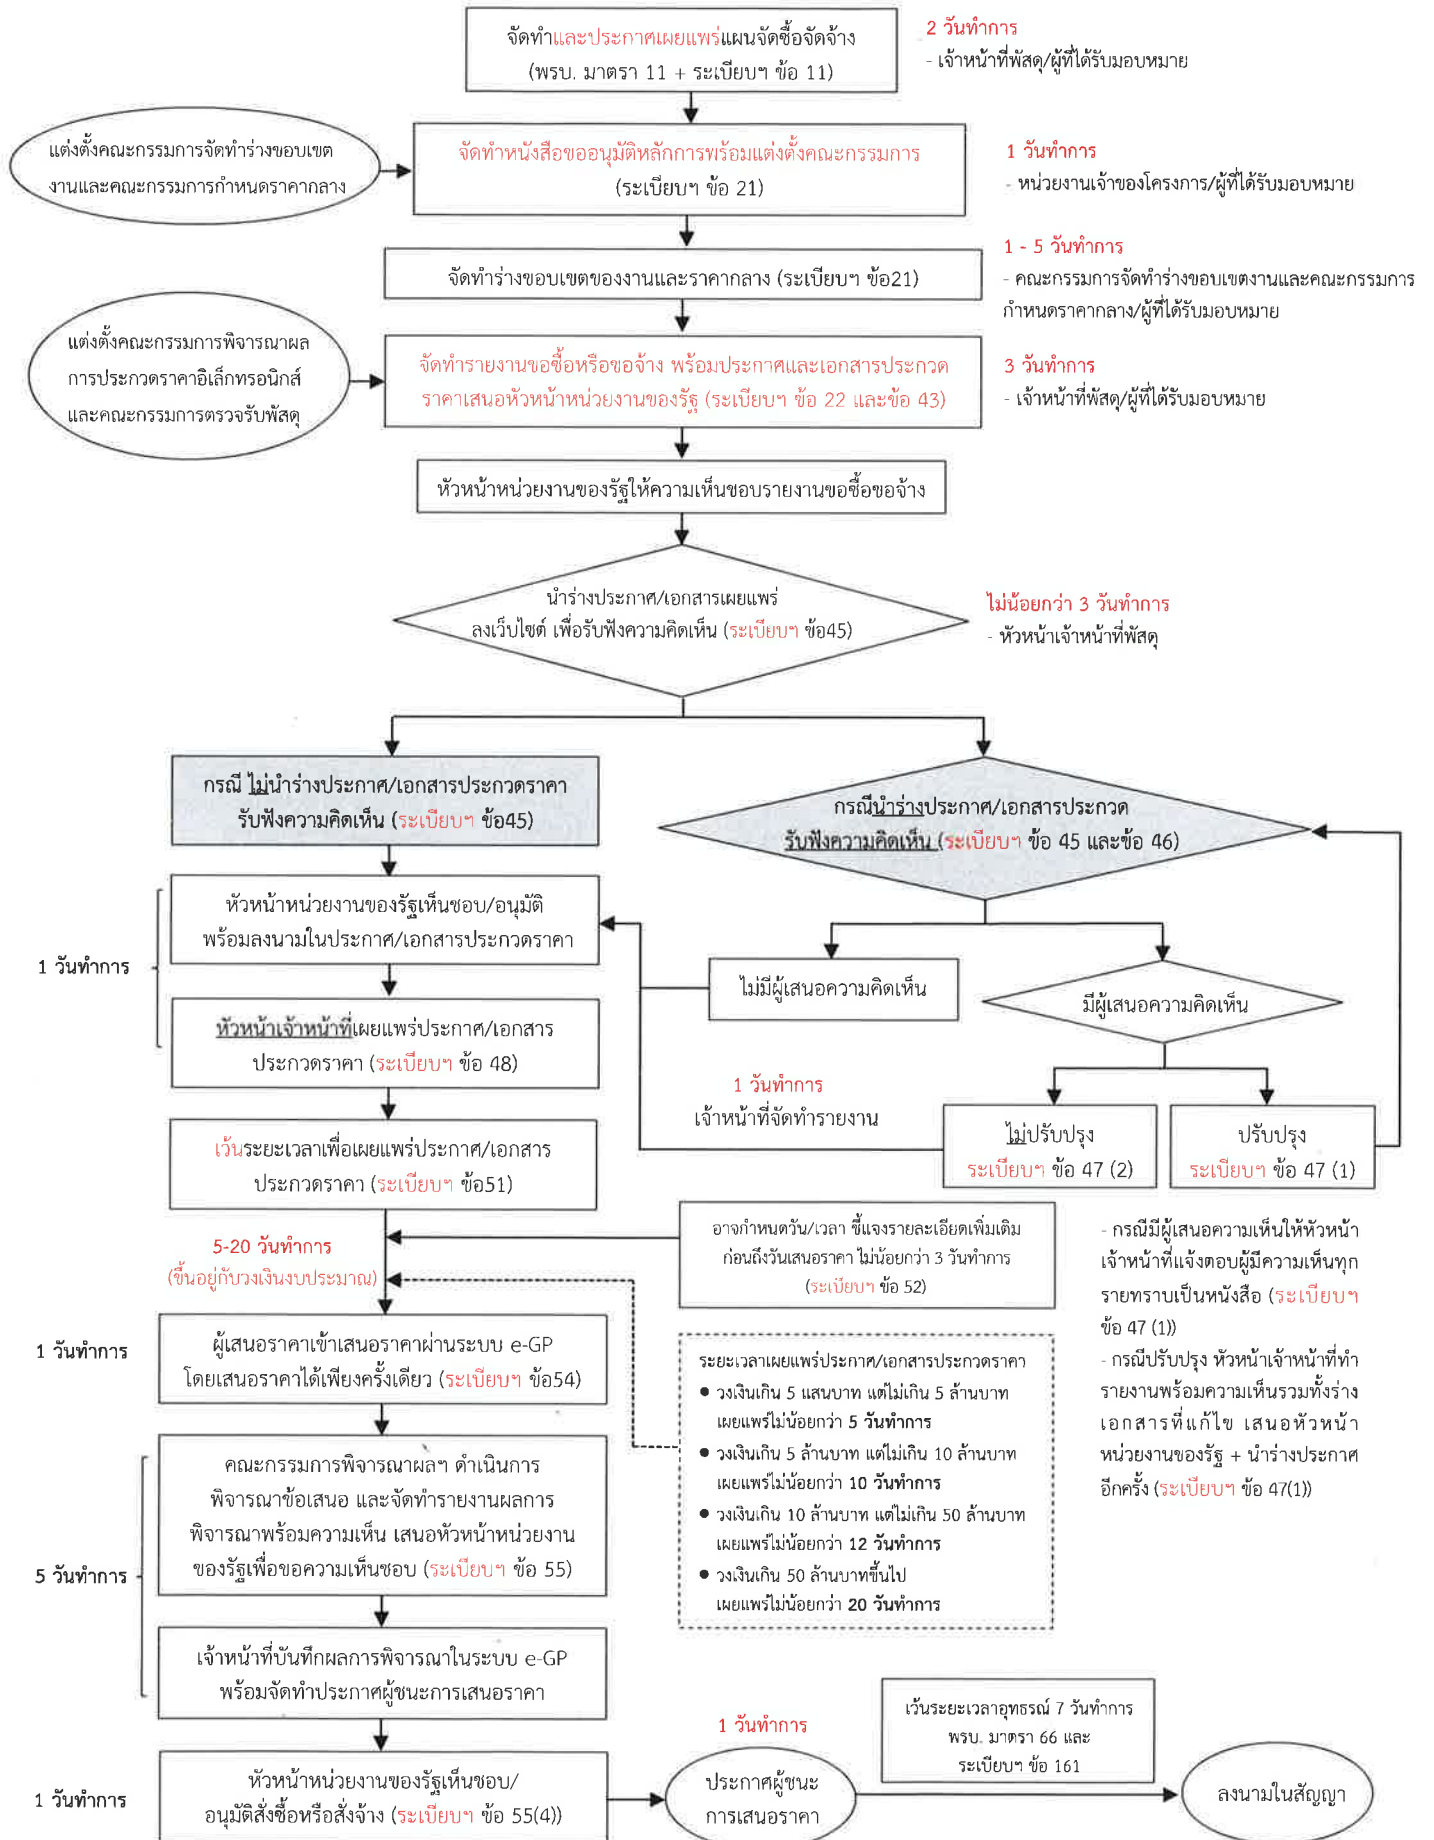 จัดทำและประกาศเผยแพร่แผนจัดซื้อจัดจ้าง
(พรบ. มาตรา 11 + ระเบียบฯ ข้อ 11)
2 วันทำการ
- เจ้าหน้าที่พัสดุ/ผู้ที่ได้รับมอบหมาย
แต่งตั้งคณะกรรมการจัดทำร่างขอบเขต
งานและคณะกรรมการกำหนดราคากลาง
จัดทำหนังสือขออนุมัติหลักการพร้อมแต่งตั้งคณะกรรมการ
(ระเบียบฯ ข้อ 21)
1 วันทำการ
- หน่วยงานเจ้าของโครงการ/ผู้ที่ได้รับมอบหมาย
จัดทำร่างขอบเขตของงานและราคากลาง (ระเบียบฯ ข้อ21)
1 - 5 วันทำการ
- คณะกรรมการจัดทำร่างขอบเขตงานและคณะกรรมการ
กำหนดราคากลาง/ผู้ที่ได้รับมอบหมาย
แต่งตั้งคณะกรรมการพิจารณาผล
การประกวดราคาอิเล็กทรอนิกส์
และคณะกรรมการตรวจรับพัสดุ
จัดทำรายงานขอซื้อหรือขอจ้าง พร้อมประกาศและเอกสารประกวด
ราคาเสนอหัวหน้าหน่วยงานของรัฐ (ระเบียบฯ ข้อ 22 และข้อ 43)
3 วันทำการ
- เจ้าหน้าที่พัสดุ/ผู้ที่ได้รับมอบหมาย
หัวหน้าหน่วยงานของรัฐให้ความเห็นชอบรายงานขอซื้อขอจ้าง
นำร่างประกาศ/เอกสารเผยแพร่
ลงเว็บไซต์ เพื่อรับฟังความคิดเห็น (ระเบียบฯ ข้อ45)
ไม่น้อยกว่า 3 วันทำการ
- หัวหน้าเจ้าหน้าที่พัสดุ
กรณี ไม่นำร่างประกาศ/เอกสารประกวดราคา
รับฟังความคิดเห็น (ระเบียบฯ ข้อ45)
กรณีนำร่างประกาศ/เอกสารประกวด
รับฟังความคิดเห็น (ระเบียบฯ ข้อ 45 และข้อ 46)
หัวหน้าหน่วยงานของรัฐเห็นชอบ/อนุมัติ
พร้อมลงนามในประกาศ/เอกสารประกวดราคา
1 วันทำการ
ไม่มีผู้เสนอความคิดเห็น
มีผู้เสนอความคิดเห็น
หัวหน้าเจ้าหน้าที่เผยแพร่ประกาศ/เอกสาร
ประกวดราคา (ระเบียบฯ ข้อ 48)
1 วันทำการ
เจ้าหน้าที่จัดทำรายงาน
ไม่ปรับปรุง
ระเบียบฯ ข้อ 47 (2)
ปรับปรุง
ระเบียบฯ ข้อ 47 (1)
เว้นระยะเวลาเพื่อเผยแพร่ประกาศ/เอกสาร
ประกวดราคา (ระเบียบฯ ข้อ51)
5-20 วันทำการ
(ขึ้นอยู่กับวงเงินงบประมาณ)
อาจกำหนดวัน/เวลา ชี้แจงรายละเอียดเพิ่มเติม
ก่อนถึงวันเสนอราคา ไม่น้อยกว่า 3 วันทำการ
(ระเบียบฯ ข้อ 52)
- กรณีมีผู้เสนอความเห็นให้หัวหน้า
เจ้าหน้าที่แจ้งตอบผู้มีความเห็นทุก
รายทราบเป็นหนังสือ (ระเบียบฯ
ข้อ 47 (1))
- กรณีปรับปรุง หัวหน้าเจ้าหน้าที่ทำ
รายงานพร้อมความเห็นรวมทั้งร่าง
เอกสารที่แก้ไข เสนอหัวหน้า
หน่วยงานของรัฐ + นำร่างประกาศ
อีกครั้ง (ระเบียบฯ ข้อ 47(1))
1 วันทำการ
ผู้เสนอราคาเข้าเสนอราคาผ่านระบบ e-GP
โดยเสนอราคาได้เพียงครั้งเดียว (ระเบียบฯ ข้อ54)
ระยะเวลาเผยแพร่ประกาศ/เอกสารประกวดราคา
● วงเงินเกิน 5 แสนบาท แต่ไม่เกิน 5 ล้านบาท
เผยแพร่ไม่น้อยกว่า 5 วันทำการ
● วงเงินเกิน 5 ล้านบาท แต่ไม่เกิน 10 ล้านบาท
เผยแพร่ไม่น้อยกว่า 10 วันทำการ
● วงเงินเกิน 10 ล้านบาท แต่ไม่เกิน 50 ล้านบาท
เผยแพร่ไม่น้อยกว่า 12 วันทำการ
● วงเงินเกิน 50 ล้านบาทขึ้นไป
เผยแพร่ไม่น้อยกว่า 20 วันทำการ
คณะกรรมการพิจารณาผลฯ ดำเนินการ
พิจารณาข้อเสนอ และจัดทำรายงานผลการ
พิจารณาพร้อมความเห็น เสนอหัวหน้าหน่วยงาน
ของรัฐเพื่อขอความเห็นชอบ (ระเบียบฯ ข้อ 55)
5 วันทำการ
เจ้าหน้าที่บันทึกผลการพิจารณาในระบบ e-GP
พร้อมจัดทำประกาศผู้ชนะการเสนอราคา
1 วันทำการ
หัวหน้าหน่วยงานของรัฐเห็นชอบ/
อนุมัติสั่งซื้อหรือสั่งจ้าง (ระเบียบฯ ข้อ 55(4))
1 วันทำการ
ประกาศผู้ชนะ
การเสนอราคา
เว้นระยะเวลาอุทธรณ์ 7 วันทำการ
พรบ. มาตรา 66 และ
ระเบียบฯ ข้อ 161
ลงนามในสัญญา